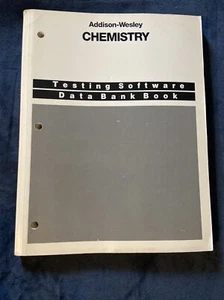 Addison-Wesley
CHEMISTRY
Testing Software
Data Bank Book